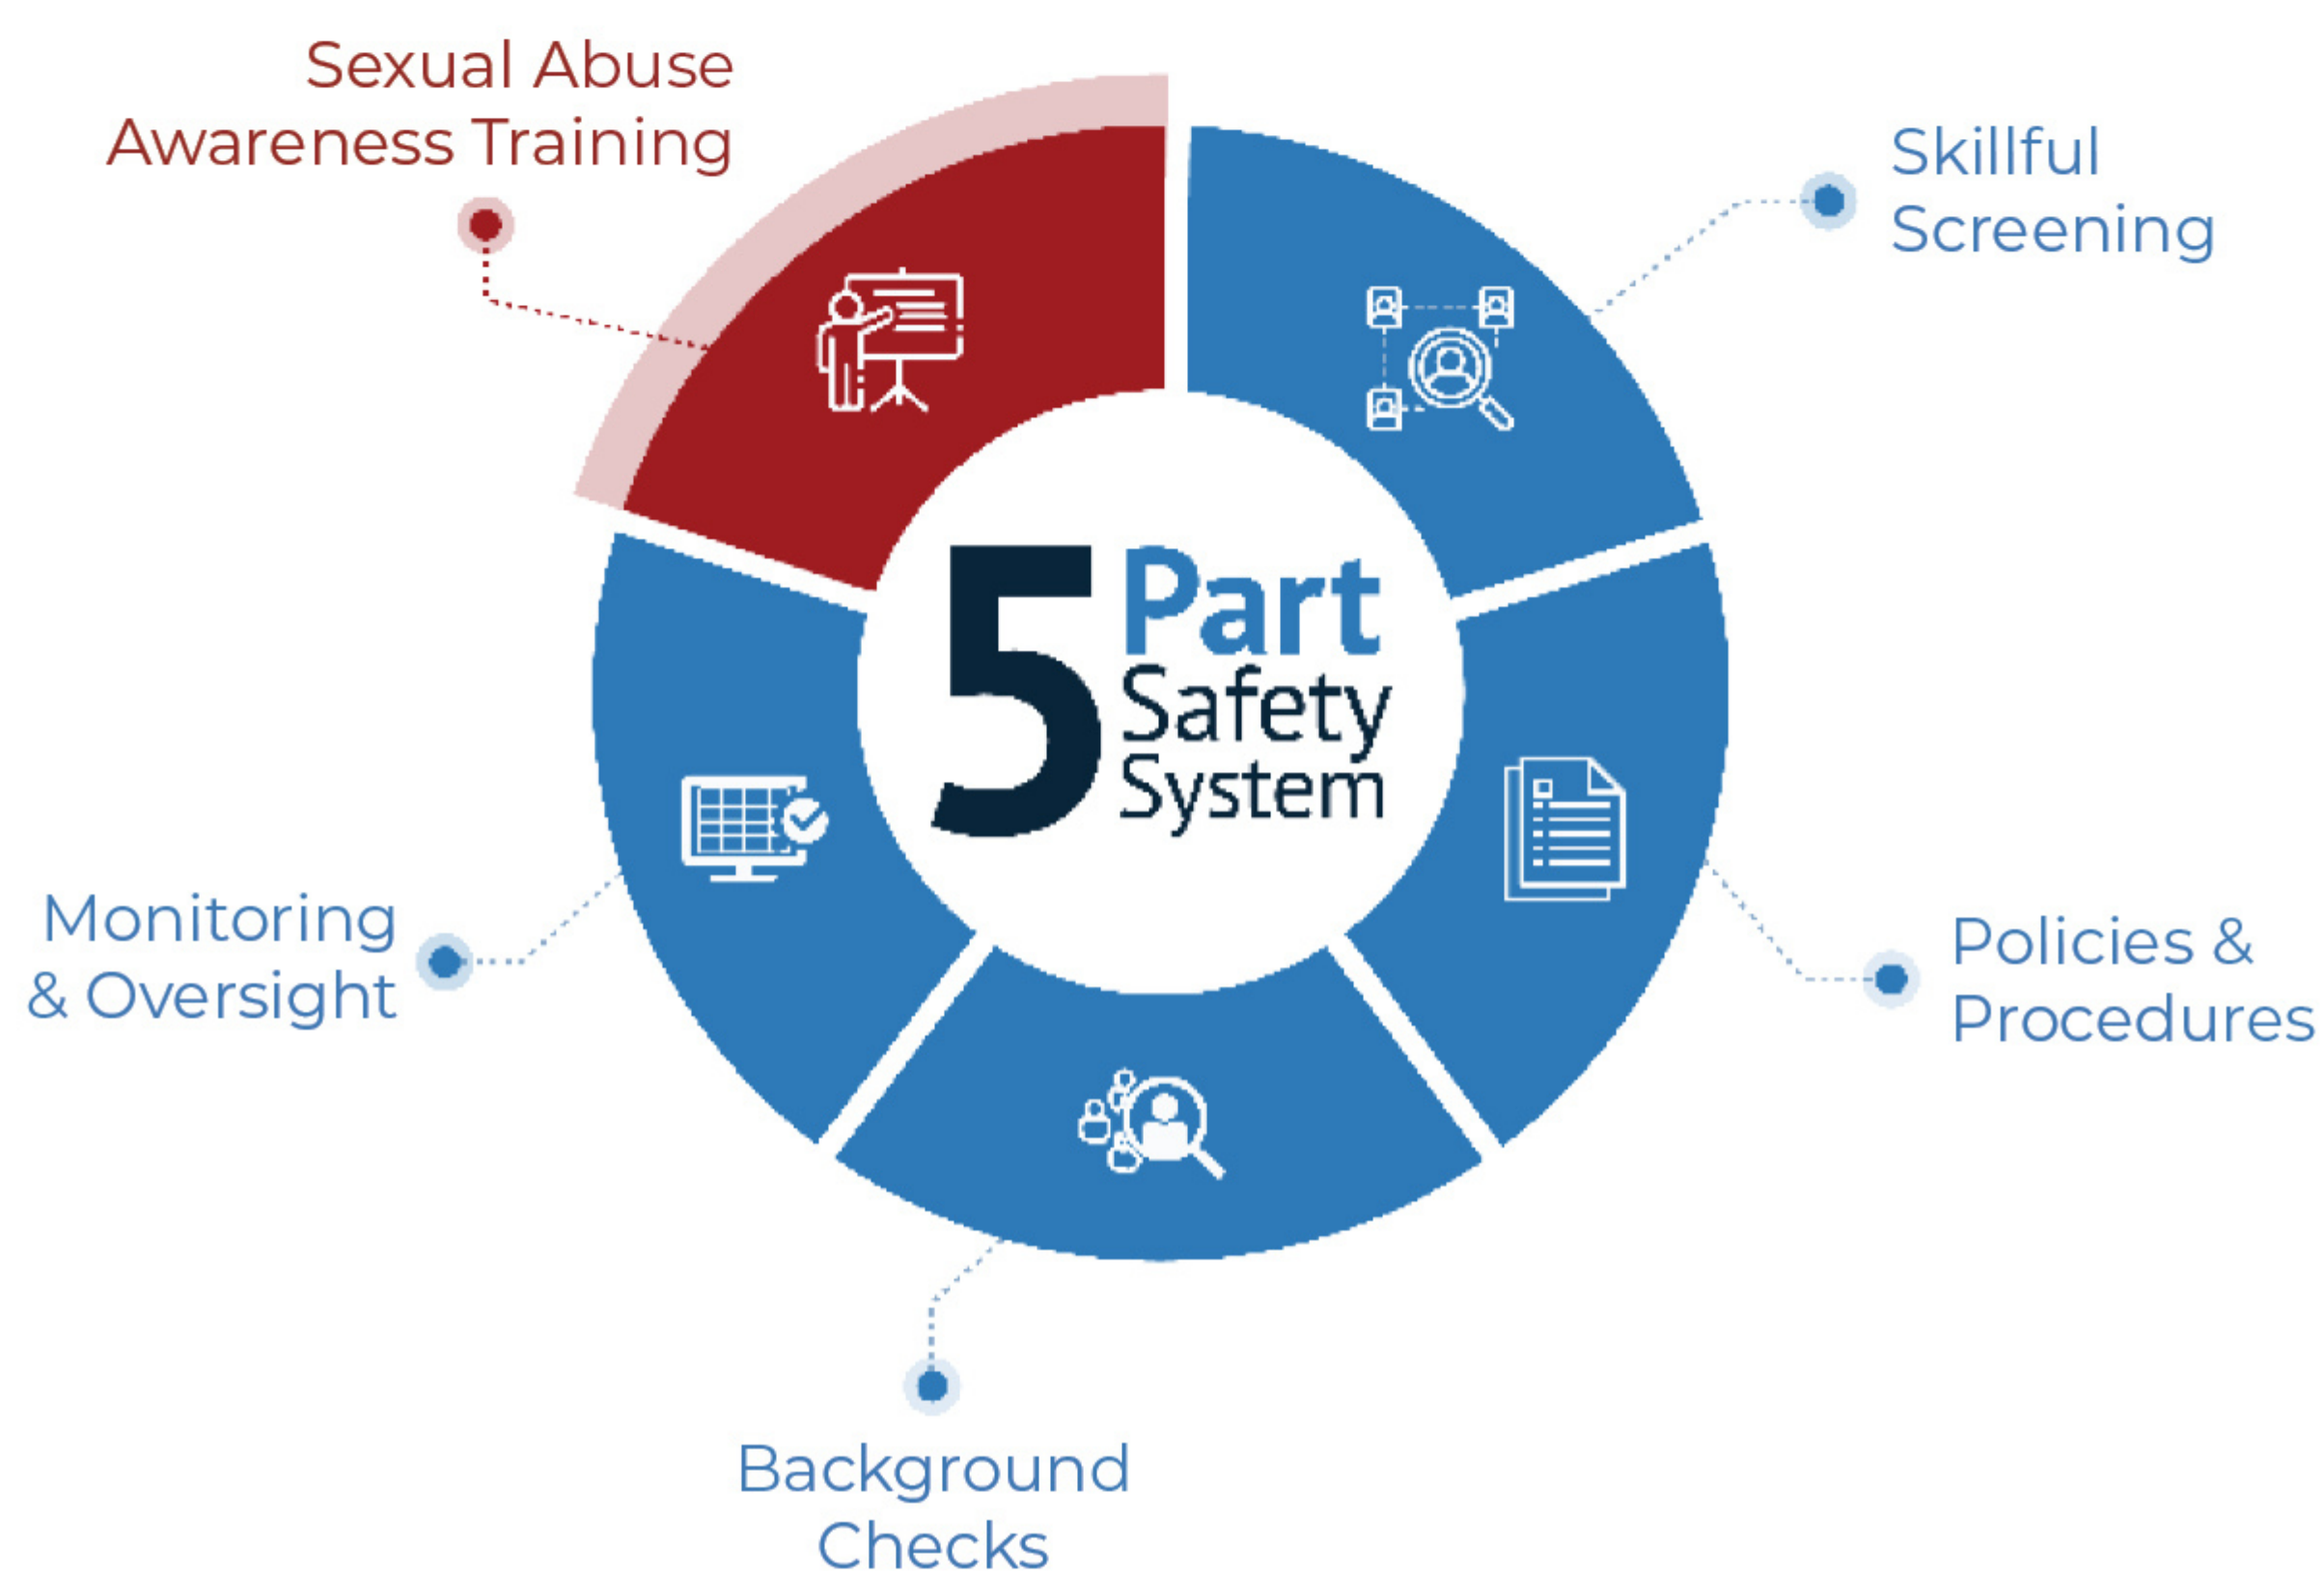 Sexual Abuse
Awareness Training
Skillful
Screening
5 Part
Safety
System
Monitoring
& Oversight
Policies &
Procedures
Background
Checks